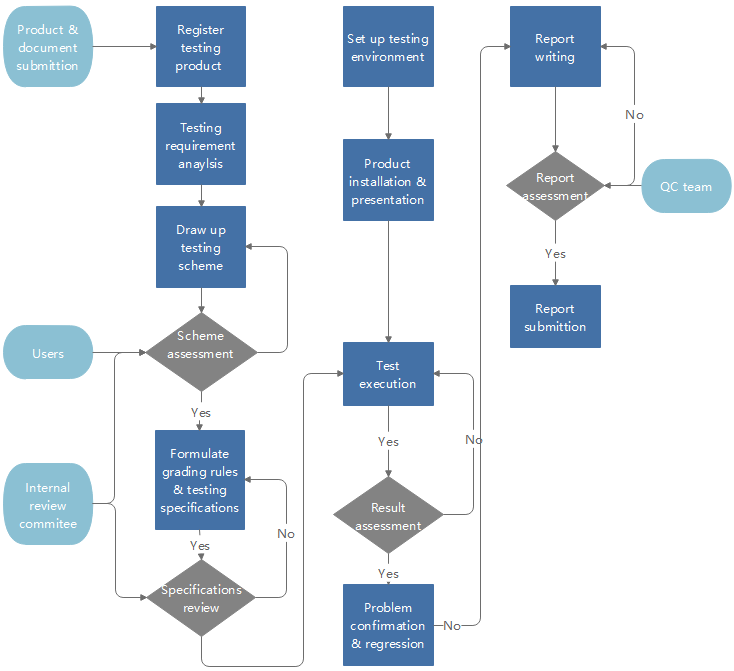 Product &
document
submittion
Register
testing
product
Testing
requirement
anaylsis
Draw up
testing
scheme
Users
Scheme
assessment
Yes
Internal
review
commitee
Formulate
grading rules
& testing
specifications
Yes
No
Specifications
review
Set up testing
environment
Product
installation &
presentation
Test
execution
Yes
No
Result
assessment
Yes
Problem
confirmation
& regression
No
Report
writing
No
Report
assessment
QC team
Yes
Report
submittion